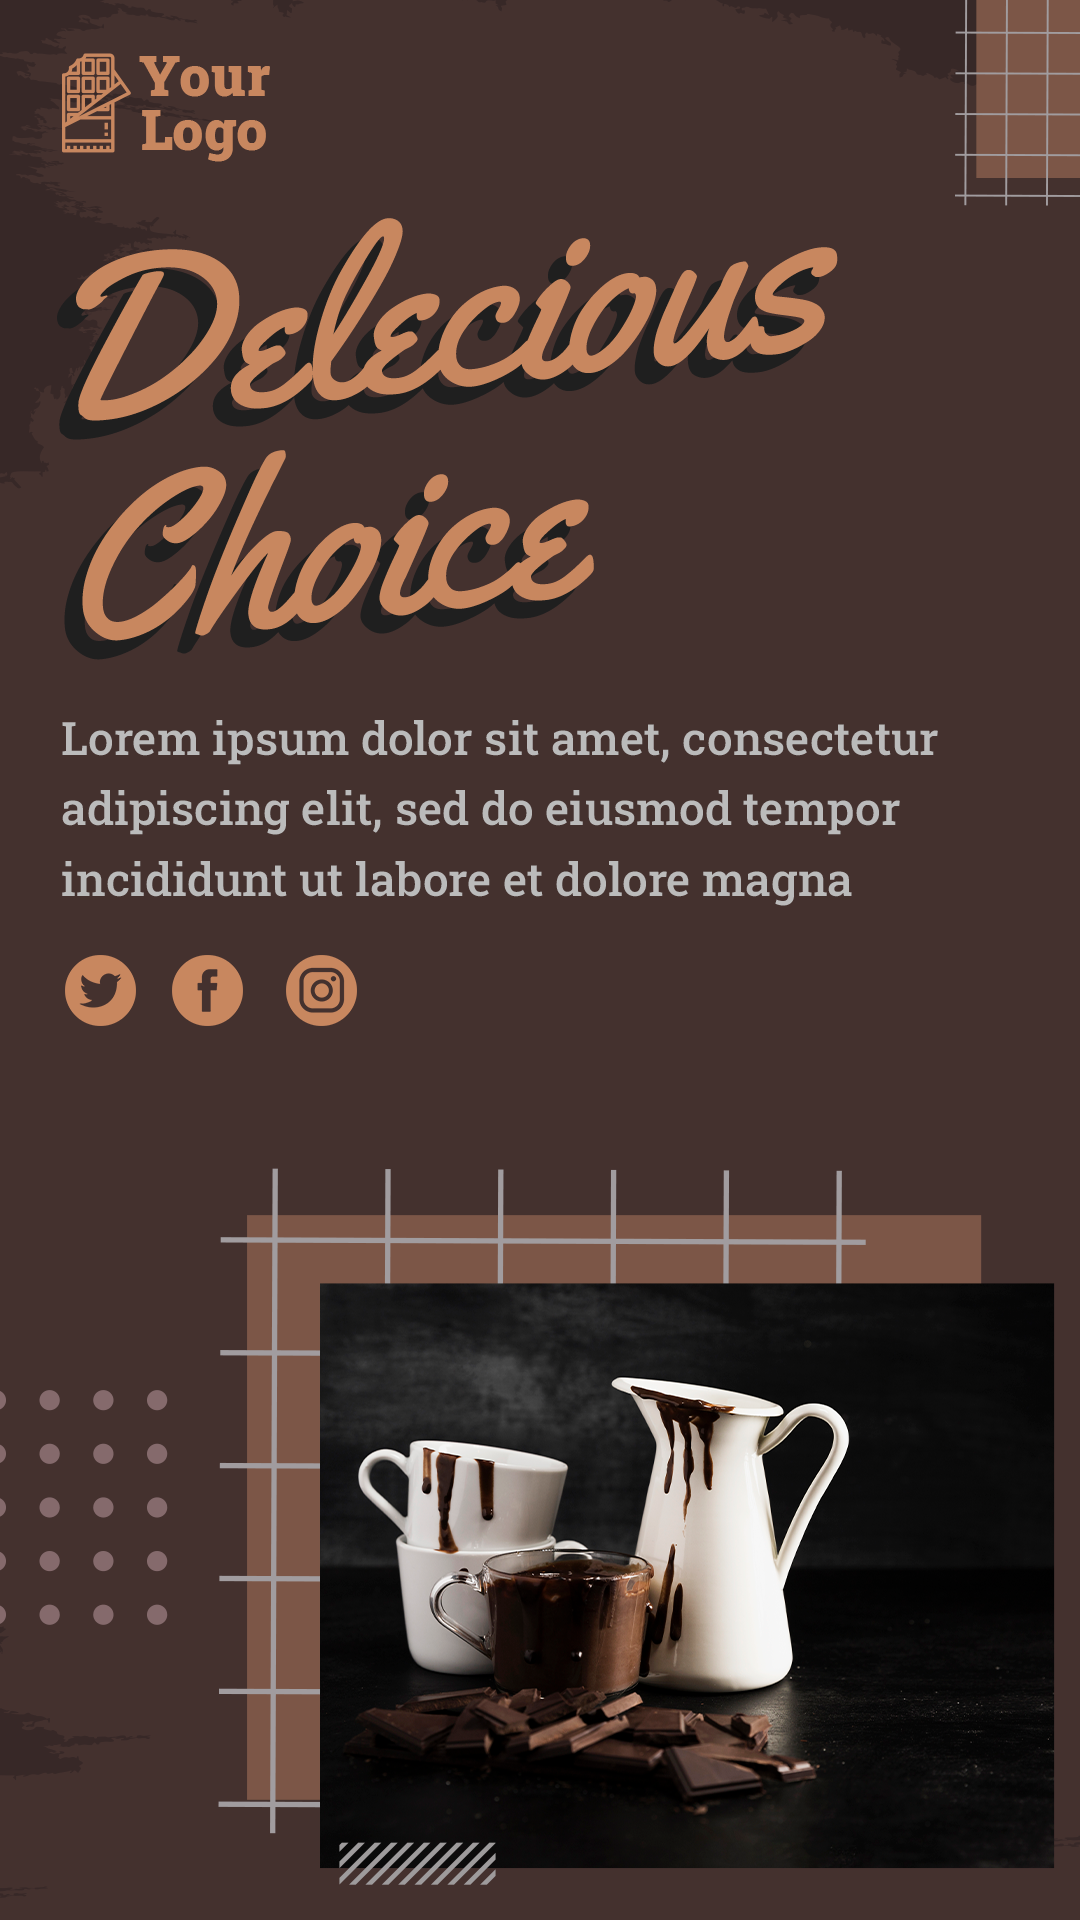 Your
Logo
Delecious
Choice
Lorem ipsum dolor sit amet, consectetur
adipiscing elit, sed do eiusmod tempor
incididunt ut labore et dolore magna